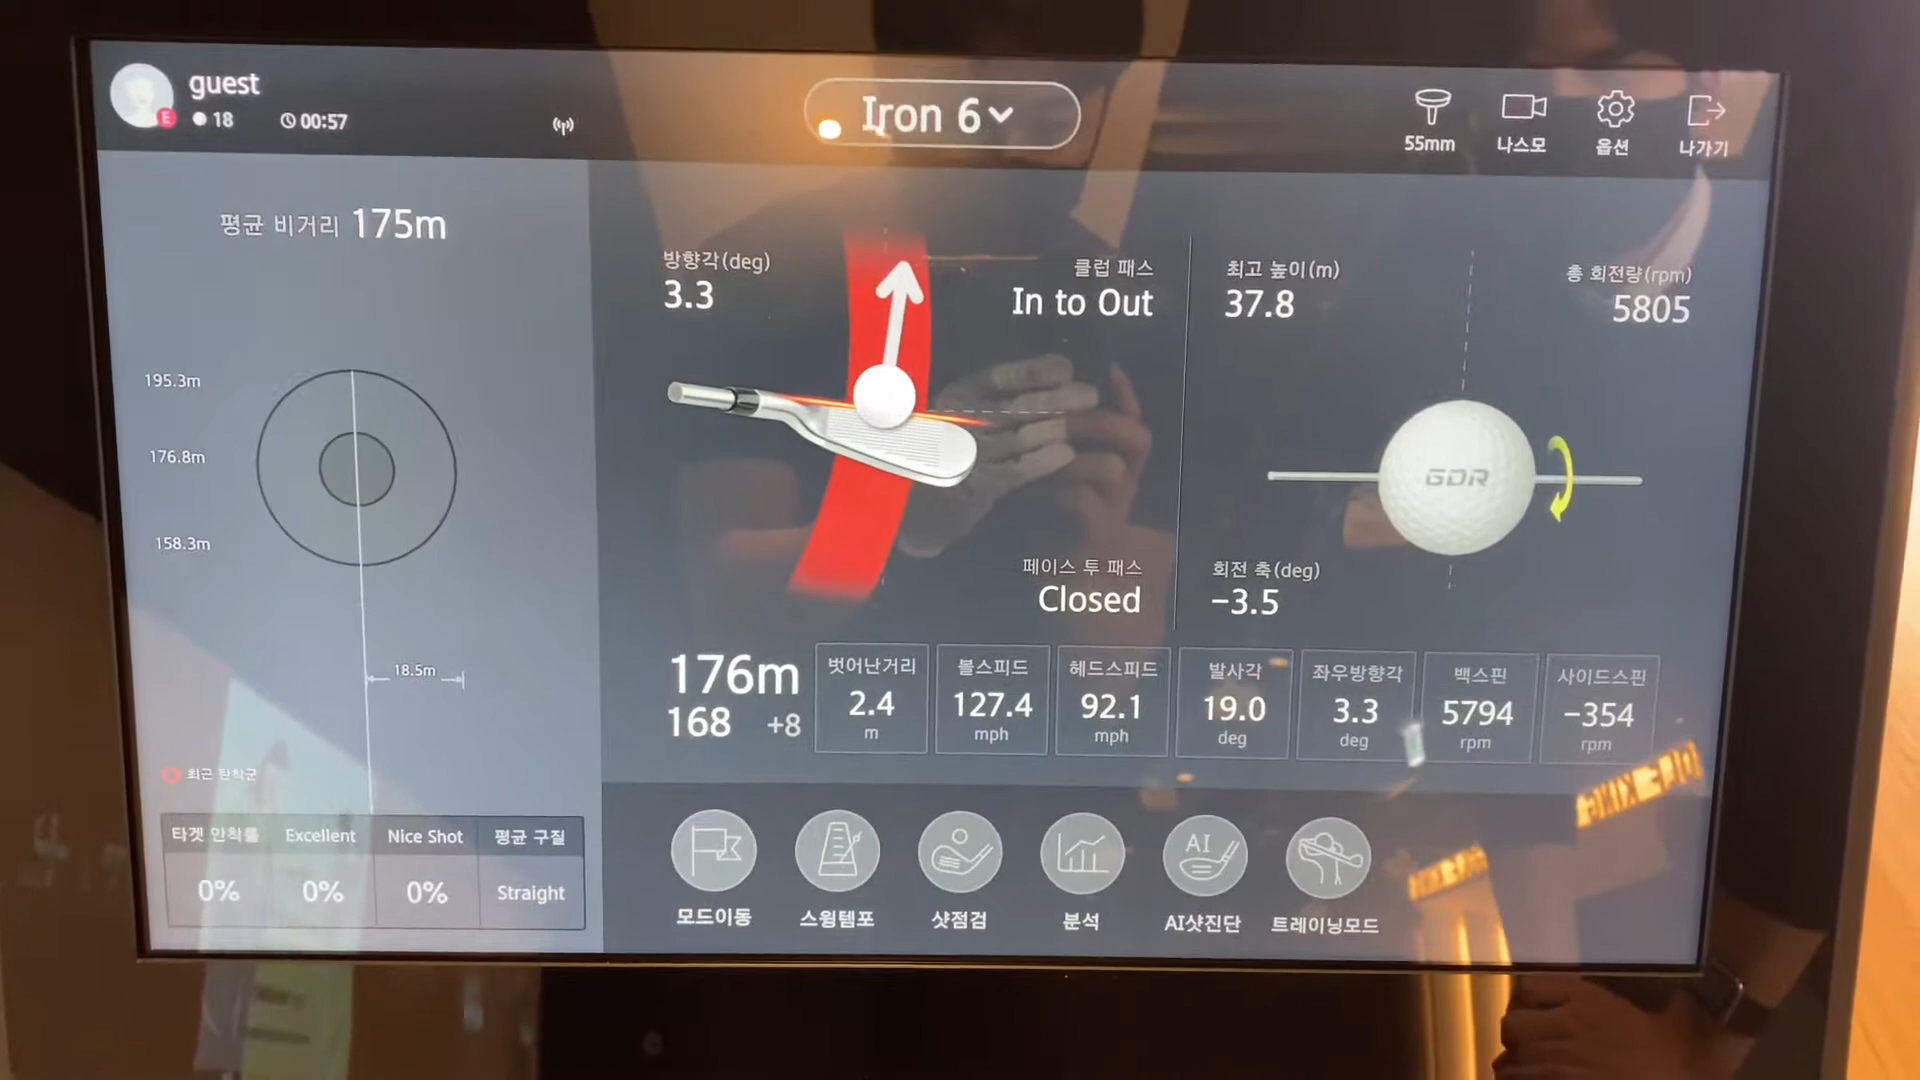 guest
E
18
00:57
Iron 6
55mm
나스모
옵션
나가기
평균 비거리 175m
195.3m
176.8m
158.3m
18.5m
최근 탄착군
타겟 안착률
Excellent
Nice Shot
평균 구질
0%
0%
0%
Straight
방향각(deg)
3.3
클럽 패스
In to Out
페이스 투 패스
Closed
최고 높이(m)
37.8
총 회전량(rpm)
5805
GDR
회전 축(deg)
-3.5
176m
168 +8
벗어난거리
2.4
m
볼스피드
127.4
mph
헤드스피드
92.1
mph
발사각
19.0
deg
좌우방향각
3.3
deg
백스핀
5794
rpm
사이드스핀
-354
rpm
모드이동
스윙템포
샷점검
분석
AI
AI샷진단
트레이닝모드